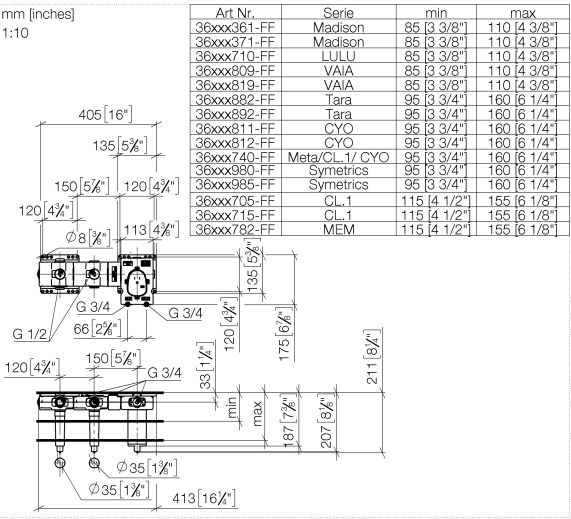 mm [inches]
1:10
Art Nr. Serie min max
36xxx361-FF Madison 85 [3 3/8"] 110 [4 3/8"]
36xxx371-FF Madison 85 [3 3/8"] 110 [4 3/8"]
36xxx710-FF LULU 85 [3 3/8"] 110 [4 3/8"]
36xxx809-FF VAIA 85 [3 3/8"] 110 [4 3/8"]
36xxx819-FF VAIA 85 [3 3/8"] 110 [4 3/8"]
36xxx882-FF Tara 95 [3 3/4"] 160 [6 1/4"]
36xxx892-FF Tara 95 [3 3/4"] 160 [6 1/4"]
36xxx811-FF CYO 95 [3 3/4"] 160 [6 1/4"]
36xxx812-FF CYO 95 [3 3/4"] 160 [6 1/4"]
36xxx740-FF Meta/CL.1/ CYO 95 [3 3/4"] 160 [6 1/4"]
36xxx980-FF Symetrics 95 [3 3/4"] 160 [6 1/4"]
36xxx985-FF Symetrics 95 [3 3/4"] 160 [6 1/4"]
36xxx705-FF CL.1 115 [4 1/2"] 155 [6 1/8"]
36xxx715-FF CL.1 115 [4 1/2"] 155 [6 1/8"]
36xxx782-FF MEM 115 [4 1/2"] 155 [6 1/8"]
405 [16"]
135 [5⅜"]
150 [5⅞"] 120 [4¾"]
120 [4¾"]
Ø8 [⅜"] 113 [4⅜"]
135 [5⅜"]
G 3/4 G 3/4
G 1/2 66 [2⅝"]
120 [4¾"]
175 [6⅞"]
120 [4¾"] 150 [5⅞"]
G 3/4
33 [1¼"]
211 [8¼"]
min
max
187 [7⅜"]
207 [8⅛"]
Ø35 [1⅜"]
Ø35 [1⅜"]
413 [16¼"]